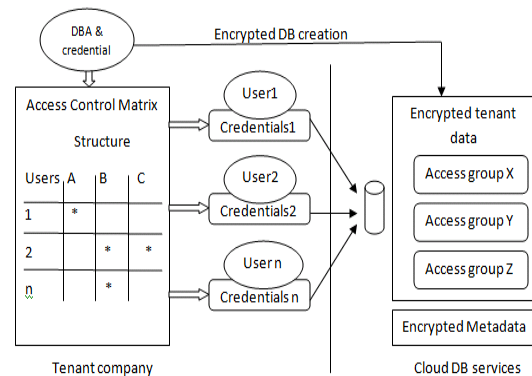 DBA &
credential
Encrypted DB creation
Access Control Matrix
Structure
Users A B C
1 *
2 * *
n *
Tenant company
User1
Credentials1
User2
Credentials2
User n
Credentials n
Encrypted tenant
data
Access group X
Access group Y
Access group Z
Encrypted Metadata
Cloud DB services